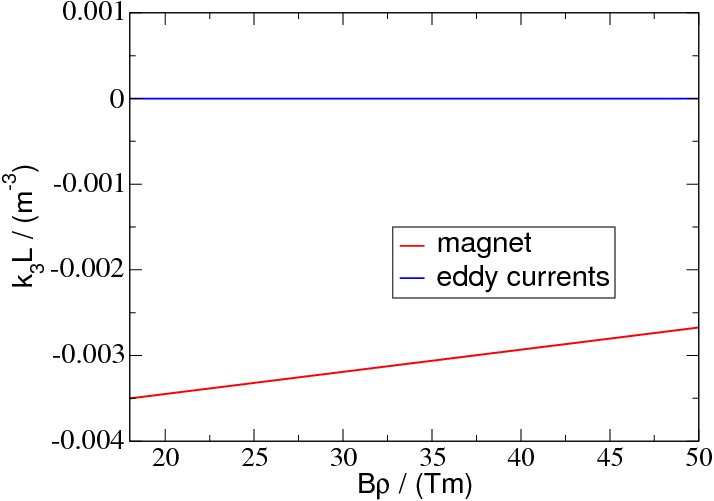 0.001
0
-0.001
-0.002
-0.003
-0.004
k3L / (m-3)
magnet
eddy currents
20 25 30 35 40 45 50
Bρ / (Tm)